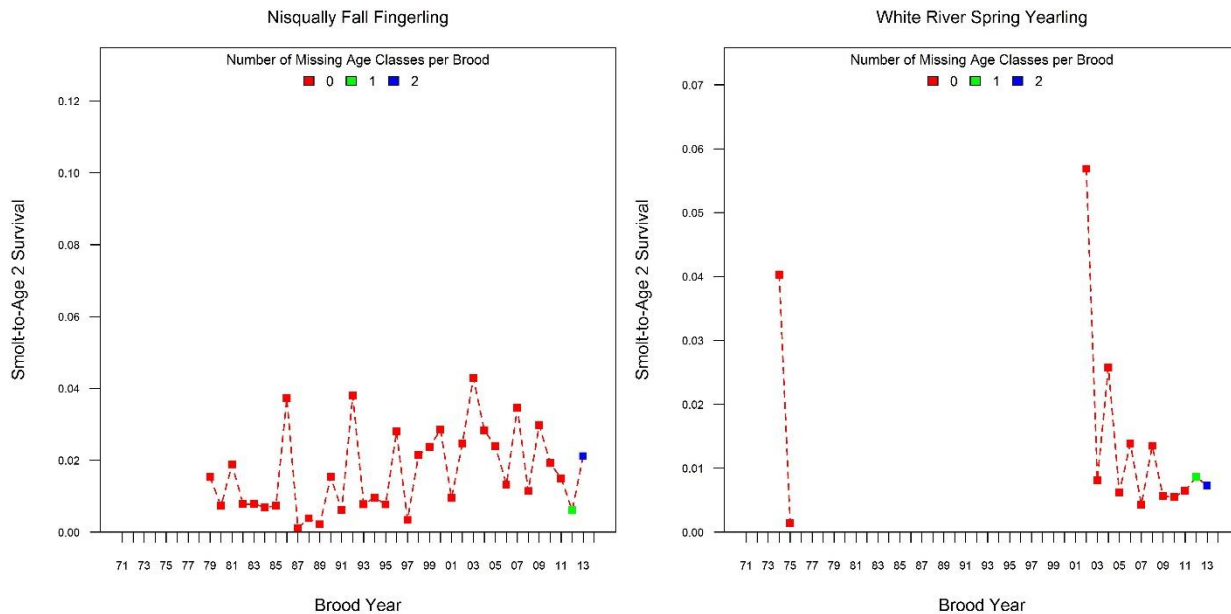 Nisqually Fall Fingerling
Number of Missing Age Classes per Brood
0 1 2
Smolt-to-Age 2 Survival
0.12
0.10
0.08
0.06
0.04
0.02
0.00
71 73 75 77 79 81 83 85 87 89 91 93 95 97 99 01 03 05 07 09 11 13
Brood Year
White River Spring Yearling
Number of Missing Age Classes per Brood
0 1 2
Smolt-to-Age 2 Survival
0.07
0.06
0.05
0.04
0.03
0.02
0.01
0.00
71 73 75 77 79 81 83 85 87 89 91 93 95 97 99 01 03 05 07 09 11 13
Brood Year